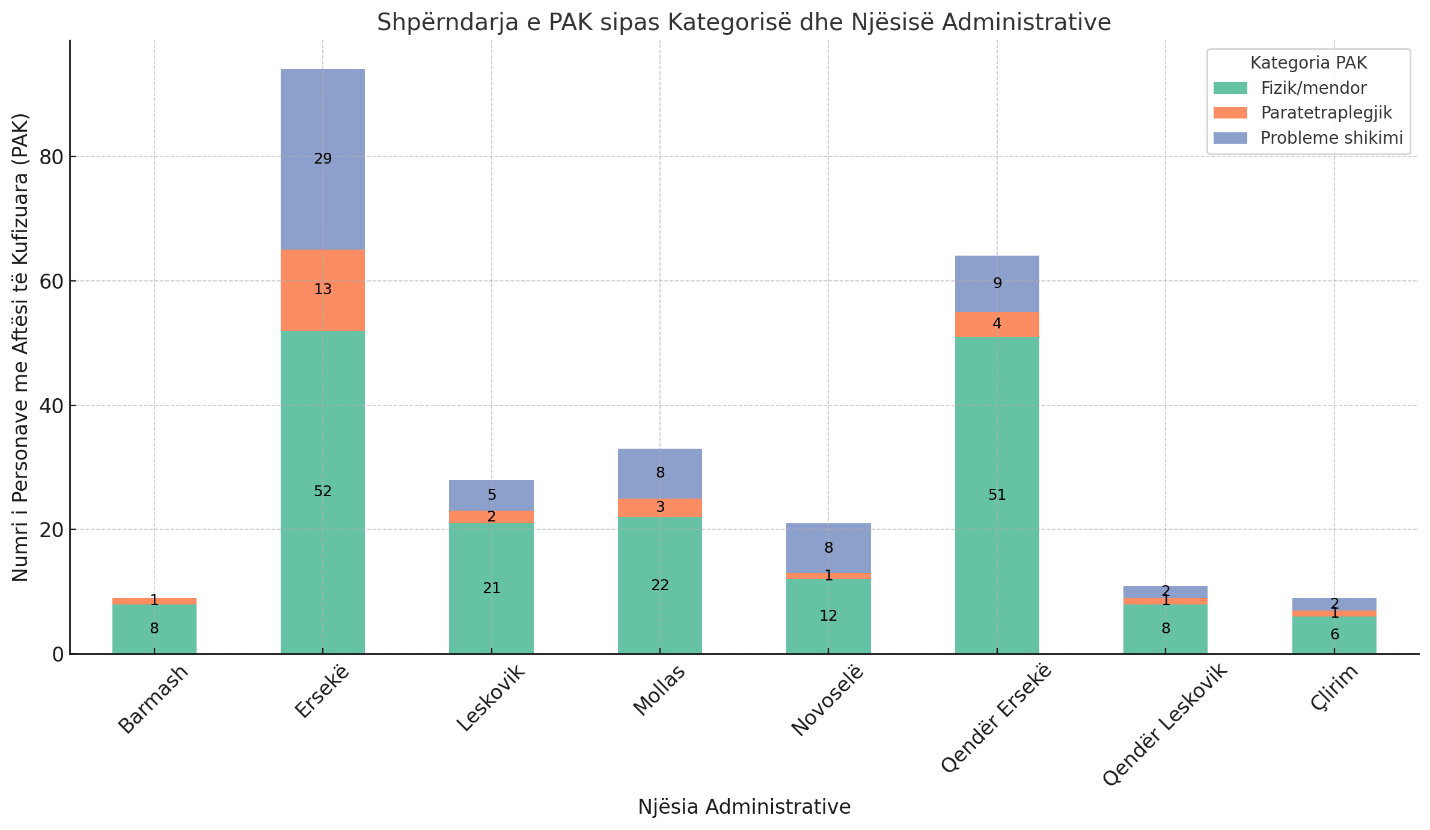 Shpërndarja e PAK sipas Kategorisë dhe Njësisë Administrative
Kategoria PAK
Fizik/mendor
Paratetraplegjik
Probleme shikimi
Numri i Personave me Aftësi të Kufizuara (PAK)
80
60
40
20
0
1
8
29
13
52
5
2
21
8
3
22
8
1
12
9
4
51
2
1
8
2
1
6
Barmash
Ersekë
Leskovik
Mollas
Novoselë
Qendër Ersekë
Qendër Leskovik
Çlirim
Njësia Administrative